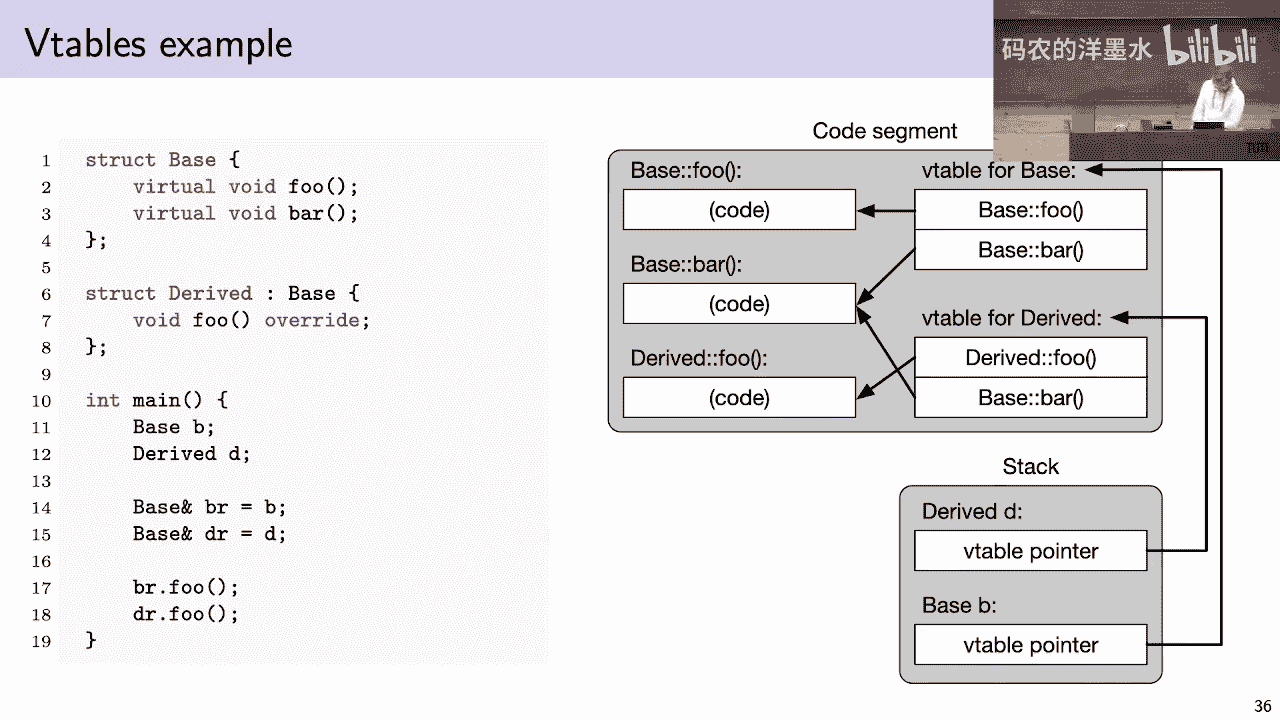 Vtables example
码农的洋墨水 bilibili
1 struct Base {
2 virtual void foo();
3 virtual void bar();
4 };
5
6 struct Derived : Base {
7 void foo() override;
8 };
9
10 int main() {
11 Base b;
12 Derived d;
13
14 Base& br = b;
15 Base& dr = d;
16
17 br.foo();
18 dr.foo();
19 }
Code segment
Base::foo():
(code)
Base::bar():
(code)
Derived::foo():
(code)
vtable for Base:
Base::foo()
Base::bar()
vtable for Derived:
Derived::foo()
Base::bar()
Stack
Derived d:
vtable pointer
Base b:
vtable pointer
36